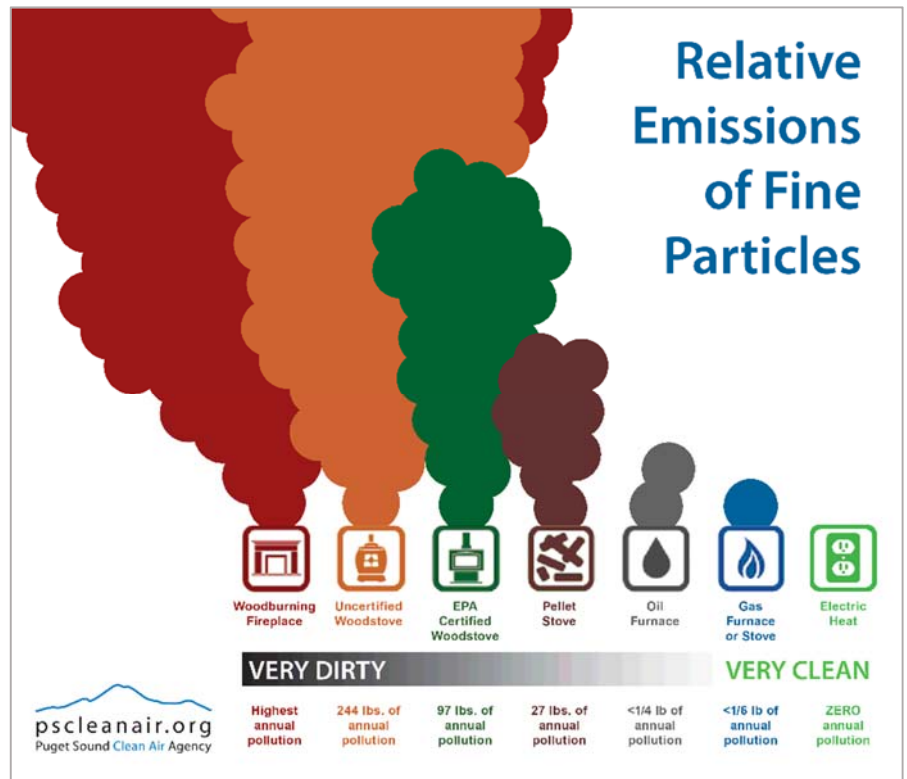 Relative
Emissions
of Fine
Particles
Woodburning
Fireplace
Uncertified
Woodstove
EPA
Certified
Woodstove
Pellet
Stove
Oil
Furnace
Gas
Furnace
or Stove
Electric
Heat
VERY DIRTY
VERY CLEAN
Highest
annual
pollution
244 lbs. of
annual
pollution
97 lbs. of
annual
pollution
27 lbs. of
annual
pollution
<1/4 lb of
annual
pollution
<1/6 lb of
annual
pollution
ZERO
annual
pollution
pscleanair.org
Puget Sound Clean Air Agency